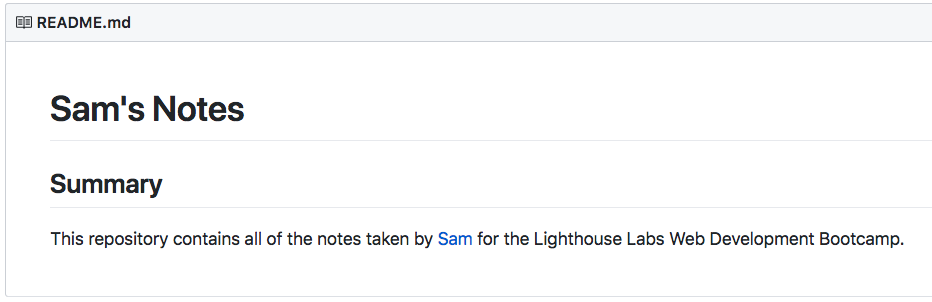 README.md
Sam's Notes
Summary
This repository contains all of the notes taken by Sam for the Lighthouse Labs Web Development Bootcamp.